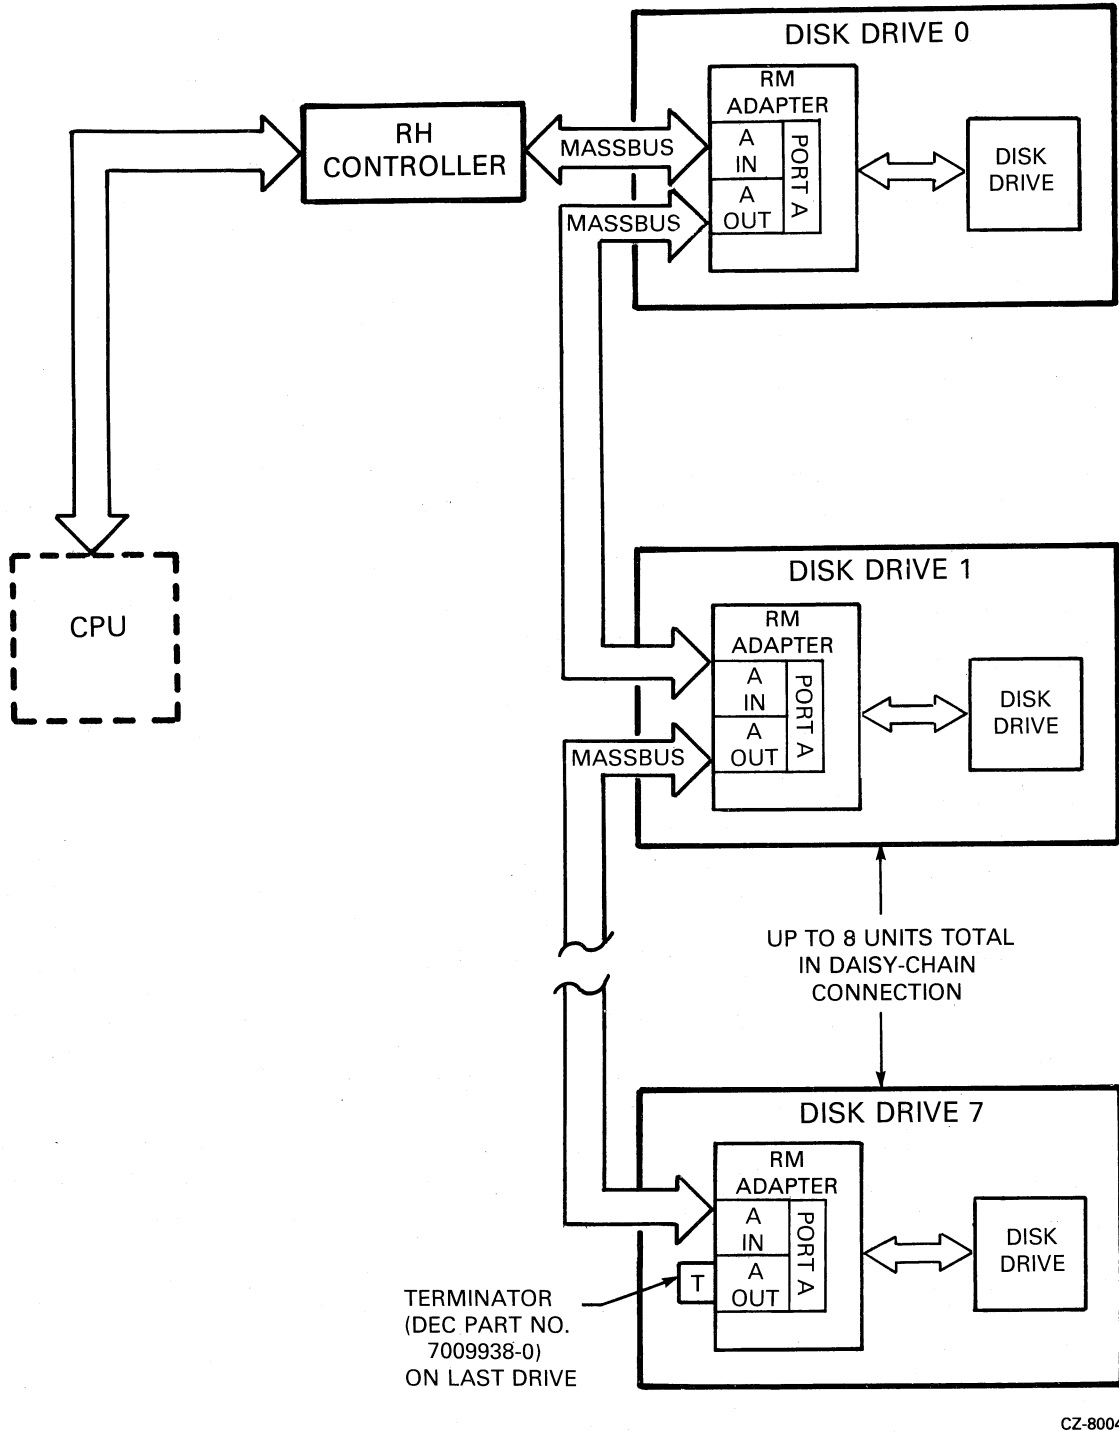 DISK DRIVE 0
RM
ADAPTER
A
IN
A
OUT
PORT A
DISK
DRIVE
RH
CONTROLLER
MASSBUS
MASSBUS
CPU
DISK DRIVE 1
RM
ADAPTER
A
IN
A
OUT
PORT A
DISK
DRIVE
MASSBUS
UP TO 8 UNITS TOTAL
IN DAISY-CHAIN
CONNECTION
DISK DRIVE 7
RM
ADAPTER
A
IN
A
OUT
PORT A
DISK
DRIVE
T
TERMINATOR
(DEC PART NO.
7009938-0)
ON LAST DRIVE
CZ-8004